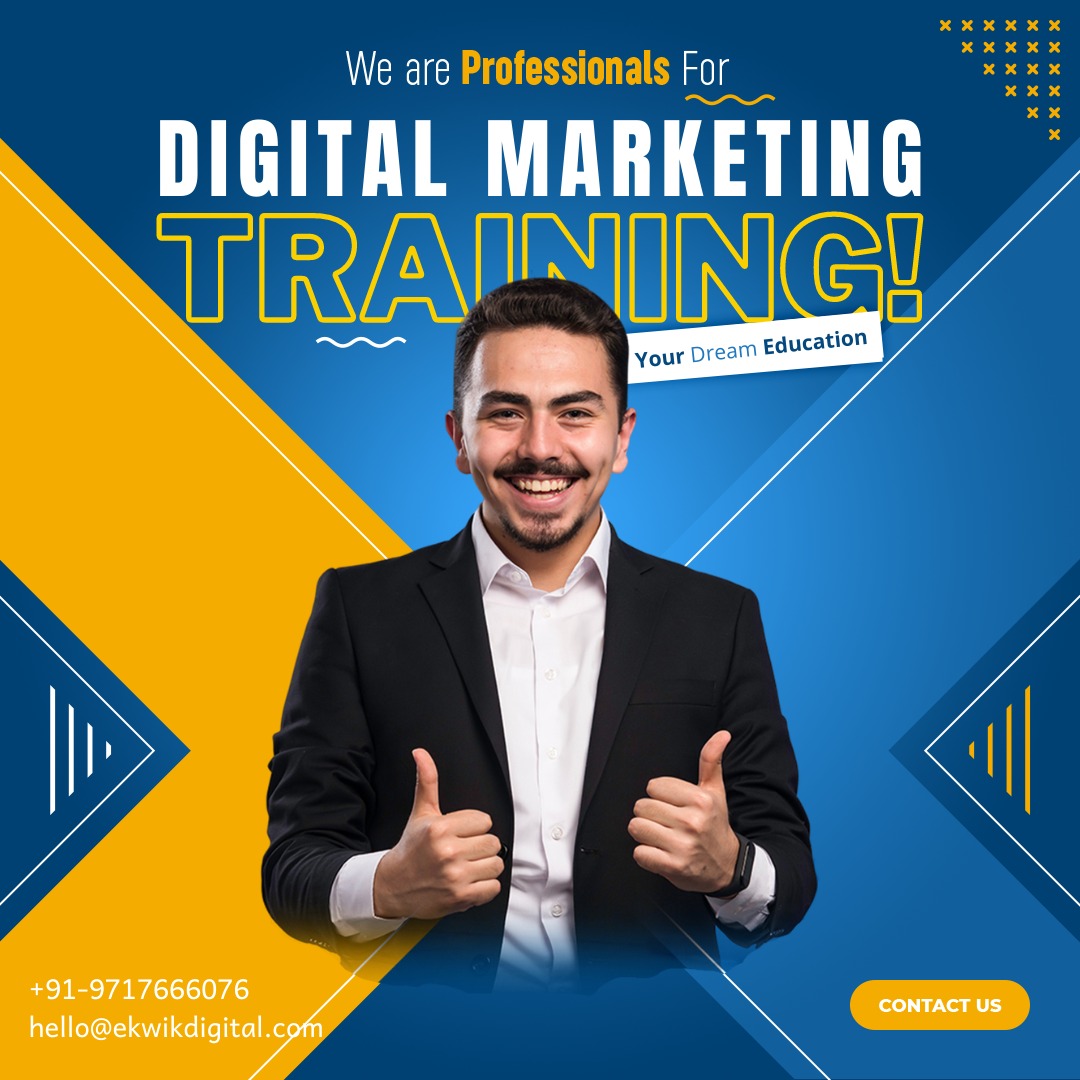 We are Professionals For
DIGITAL MARKETING
TRAINING!
Your Dream Education
+91-9717666076
hello@ekwikdigital.com
CONTACT US